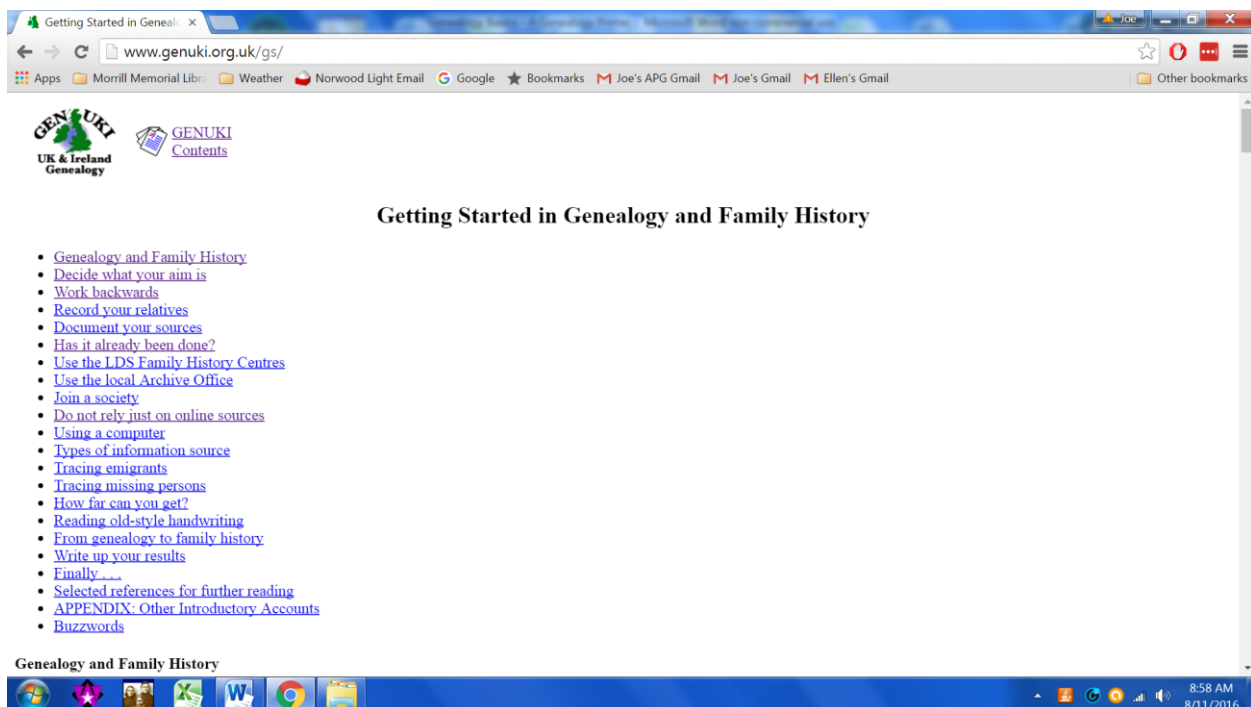 Getting Started in Geneal
Joe
www.genuki.org.uk/gs/
Apps Morrill Memorial Libr Weather Norwood Light Email Google Bookmarks Joe's APG Gmail Joe's Gmail Ellen's Gmail Other bookmarks
GENUKI
UK & Ireland
Genealogy
GENUKI
Contents
Getting Started in Genealogy and Family History
Genealogy and Family History
Decide what your aim is
Work backwards
Record your relatives
Document your sources
Has it already been done?
Use the LDS Family History Centres
Use the local Archive Office
Join a society
Do not rely just on online sources
Using a computer
Types of information source
Tracing emigrants
Tracing missing persons
How far can you get?
Reading old-style handwriting
From genealogy to family history
Write up your results
Finally . . .
Selected references for further reading
APPENDIX: Other Introductory Accounts
Buzzwords
Genealogy and Family History
8:58 AM
8/11/2016